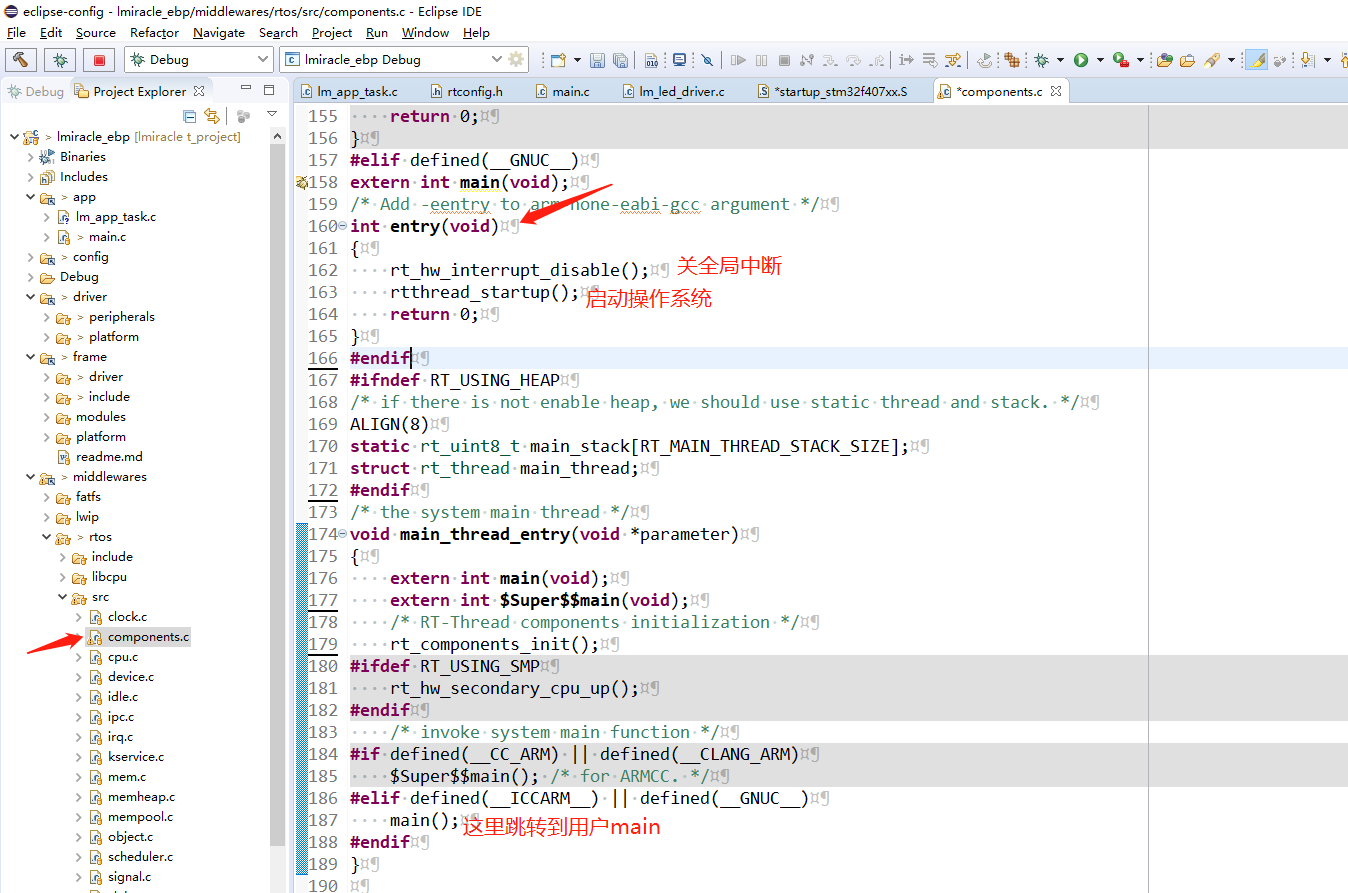 eclipse-config - lmiracle_ebp/middlewares/rtos/src/components.c - Eclipse IDE
File Edit Source Refactor Navigate Search Project Run Window Help
Debug lmiracle_ebp Debug
Debug Project Explorer
lm_app_task.c rtconfig.h main.c lm_led_driver.c *startup_stm32f407xx.S *components.c
> lmiracle_ebp [lmiracle t_project]
Binaries
Includes
> app
lm_app_task.c
> main.c
> config
Debug
> driver
> peripherals
> platform
> frame
> driver
> include
modules
platform
readme.md
> middlewares
fatfs
lwip
> rtos
include
libcpu
src
clock.c
components.c
cpu.c
device.c
idle.c
ipc.c
irq.c
kservice.c
mem.c
memheap.c
mempool.c
object.c
scheduler.c
signal.c
155 ····return·0;¤¶
156 }¤¶
157 #elif·defined(__GNUC__)¤¶
158 extern·int·main(void);¤¶
159 /*·Add·-eentry·to·arm-none-eabi-gcc·argument·*/¤¶
160 int·entry(void)¤¶
161 {¤¶
162 ····rt_hw_interrupt_disable();¤¶ 关全局中断
163 ····rtthread_startup();¤ 启动操作系统
164 ····return·0;¤¶
165 }¤¶
166 #endif¤¶
167 #ifndef·RT_USING_HEAP¤¶
168 /*·if·there·is·not·enable·heap,·we·should·use·static·thread·and·stack.·*/¤¶
169 ALIGN(8)¤¶
170 static·rt_uint8_t·main_stack[RT_MAIN_THREAD_STACK_SIZE];¤¶
171 struct·rt_thread·main_thread;¤¶
172 #endif¤¶
173 /*·the·system·main·thread·*/¤¶
174 void·main_thread_entry(void·*parameter)¤¶
175 {¤¶
176 ····extern·int·main(void);¤¶
177 ····extern·int·$Super$$main(void);¤¶
178 ····/*·RT-Thread·components·initialization·*/¤¶
179 ····rt_components_init();¤¶
180 #ifdef·RT_USING_SMP¤¶
181 ····rt_hw_secondary_cpu_up();¤¶
182 #endif¤¶
183 ····/*·invoke·system·main·function·*/¤¶
184 #if·defined(__CC_ARM)·||·defined(__CLANG_ARM)¤¶
185 ····$Super$$main();·/*·for·ARMCC.·*/¤¶
186 #elif·defined(__ICCARM__)·||·defined(__GNUC__)¤¶
187 ····main();¤¶ 这里跳转到用户main
188 #endif¤¶
189 }¤¶
190 ¤¶